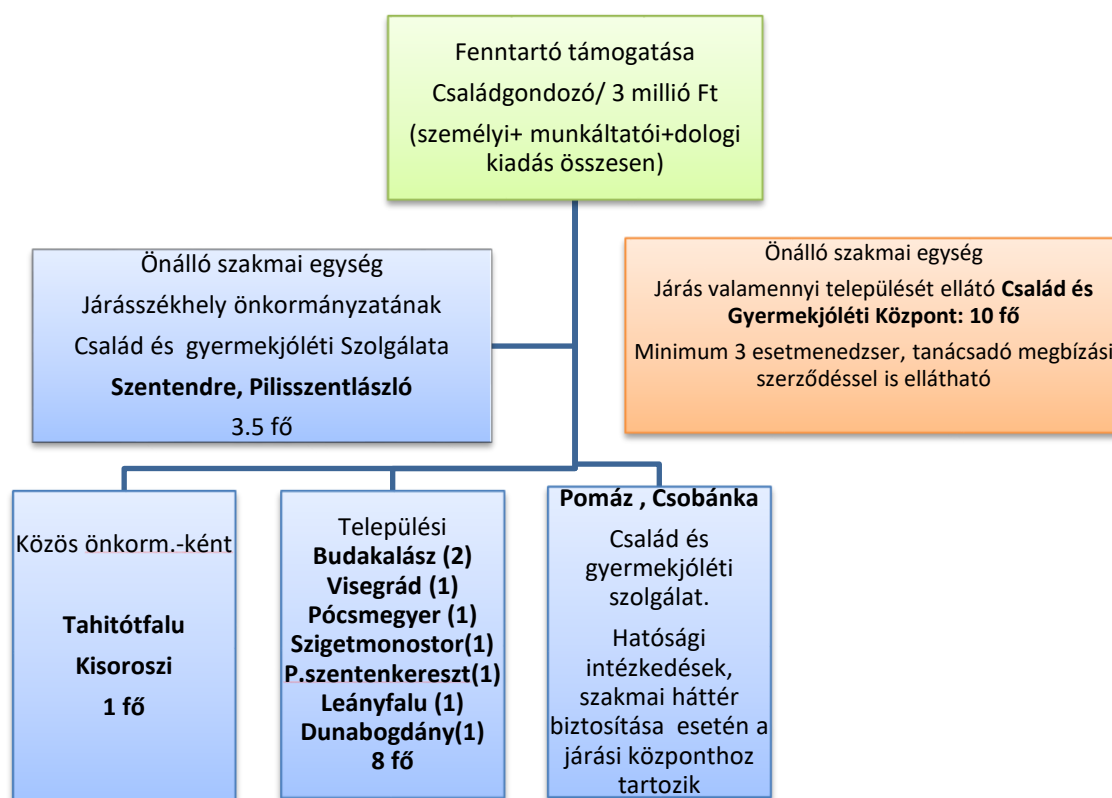 Fenntartó támogatása
Családgondozó/ 3 millió Ft
(személyi+ munkáltatói+dologi
kiadás összesen)
Önálló szakmai egység
Járásszékhely önkormányzatának
Család és gyermekjóléti Szolgálata
Szentendre, Pilisszentlászló
3.5 fő
Önálló szakmai egység
Járás valamennyi települését ellátó Család és
Gyermekjóléti Központ: 10 fő
Minimum 3 esetmenedzser, tanácsadó megbízási
szerződéssel is ellátható
Közös önkorm.-ként
Tahitótfalu
Kisoroszi
1 fő
Települési
Budakalász (2)
Visegrád (1)
Pócsmegyer (1)
Szigetmonostor(1)
P.szentenkereszt(1)
Leányfalu (1)
Dunabogdány(1)
8 fő
Pomáz , Csobánka
Család és
gyermekjóléti
szolgálat.
Hatósági
intézkedések,
szakmai háttér
biztosítása esetén a
járási központhoz
tartozik